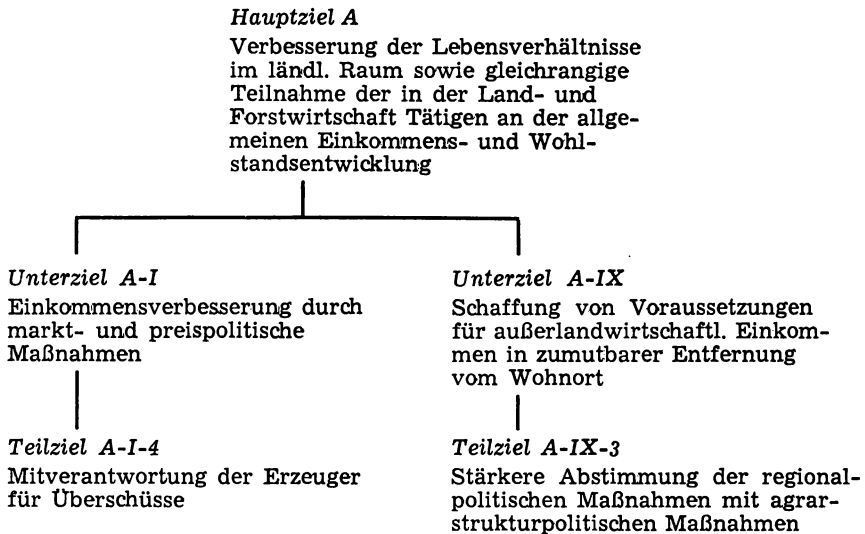 Hauptziel A
Verbesserung der Lebensverhältnisse
im ländl. Raum sowie gleichrangige
Teilnahme der in der Land- und
Forstwirtschaft Tätigen an der allge-
meinen Einkommens- und Wohl-
standsentwicklung
Unterziel A-I
Einkommensverbesserung durch
markt- und preispolitische
Maßnahmen
Teilziel A-I-4
Mitverantwortung der Erzeuger
für Überschüsse
Unterziel A-IX
Schaffung von Voraussetzungen
für außerlandwirtschaftl. Einkom-
men in zumutbarer Entfernung
vom Wohnort
Teilziel A-IX-3
Stärkere Abstimmung der regional-
politischen Maßnahmen mit agrar-
strukturpolitischen Maßnahmen